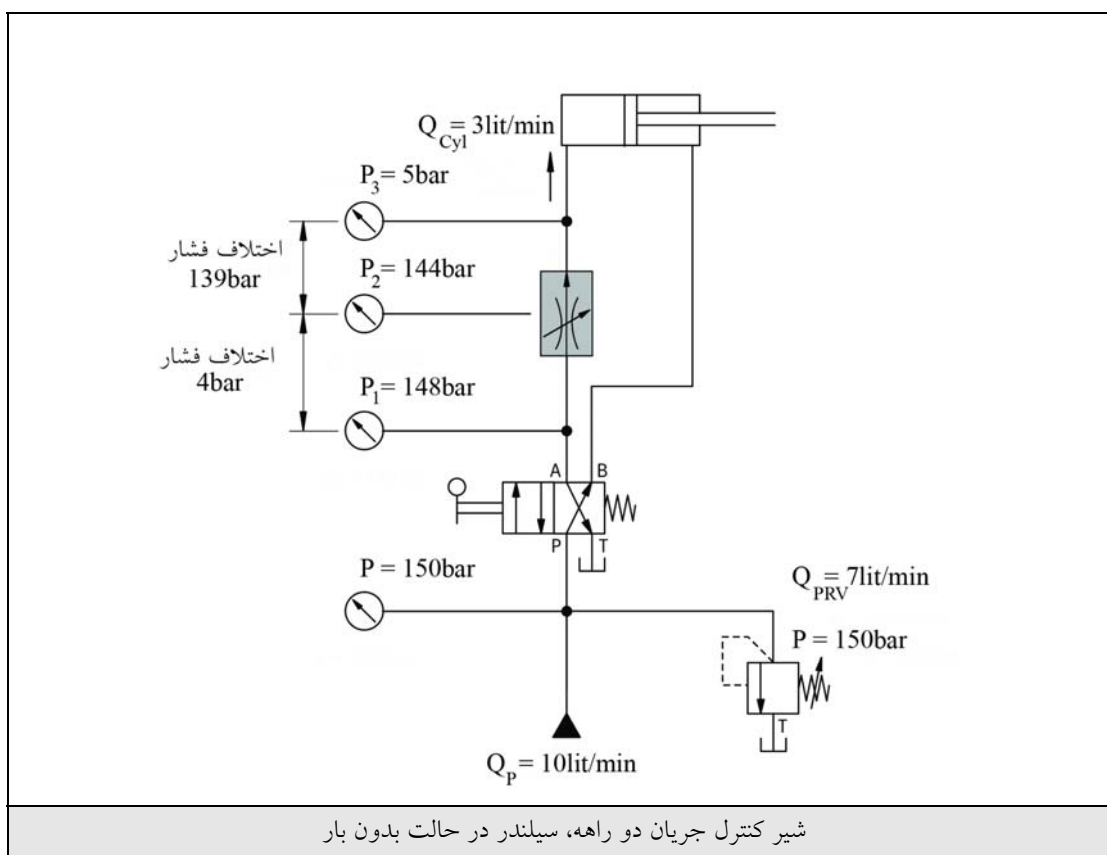 Q_Cyl = 3lit/min
P_3 = 5bar
اختلاف فشار
139bar
P_2 = 144bar
اختلاف فشار
4bar
P_1 = 148bar
A B
P T
P = 150bar
Q_PRV = 7lit/min
P = 150bar
T
Q_P = 10lit/min
شیر کنترل جریان دو راهه، سیلندر در حالت بدون بار